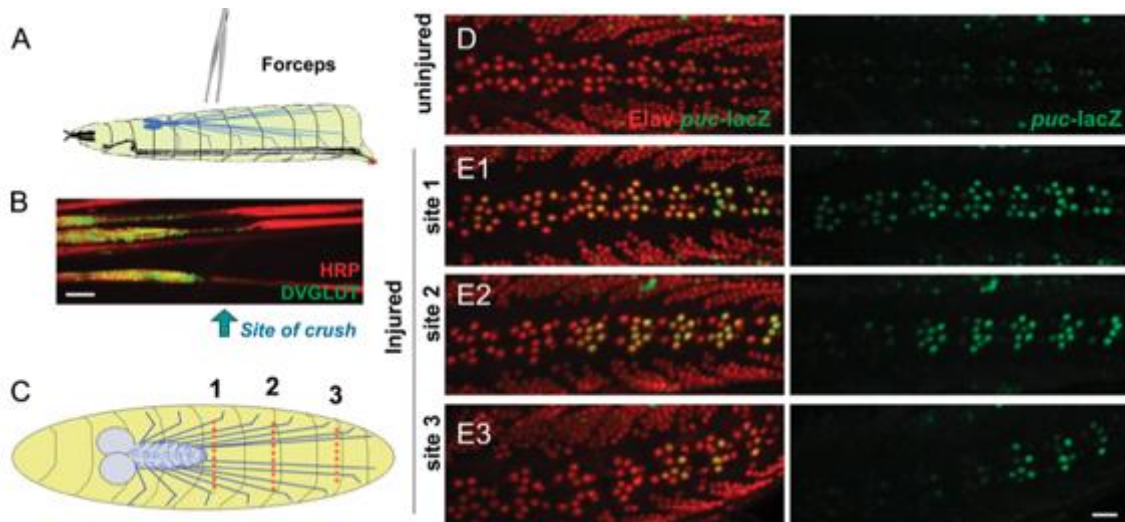 A
Forceps
B
HRP
DVGLUT
Site of crush
C
1 2 3
uninjured
D
Elav puc-lacZ
puc-lacZ
Injured
site 1
E1
site 2
E2
site 3
E3